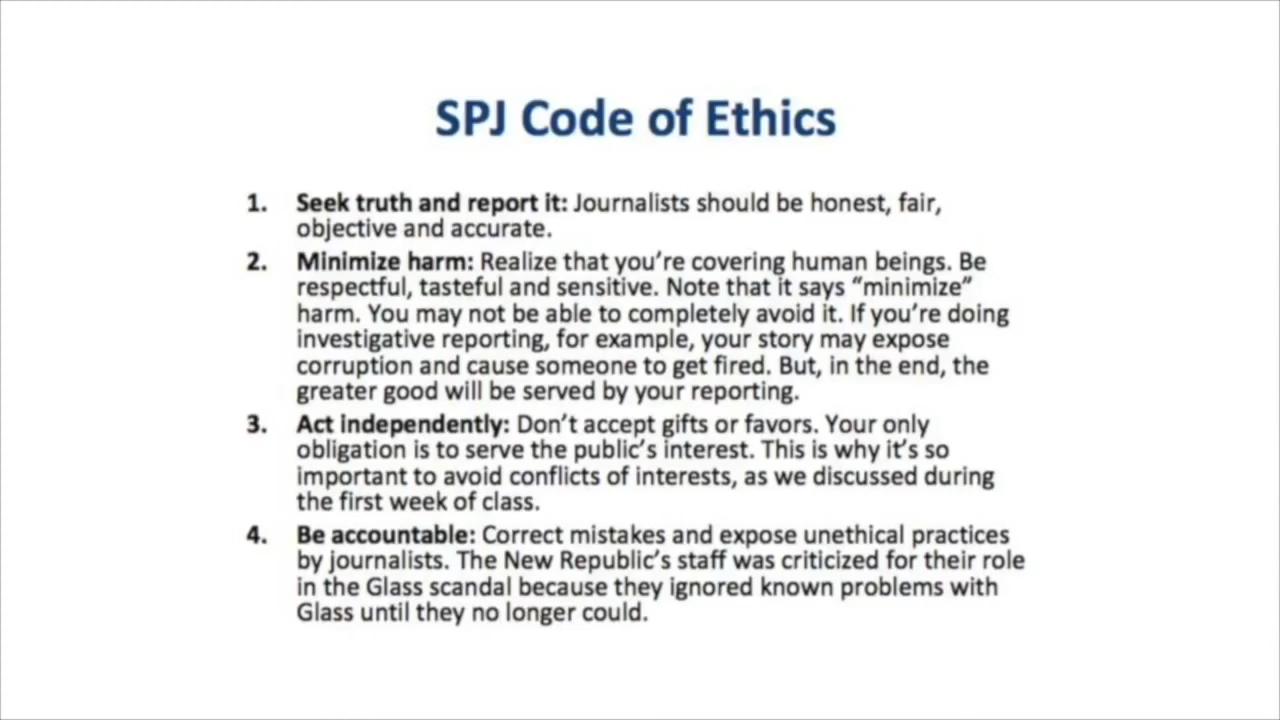 SPJ Code of Ethics
1. Seek truth and report it: Journalists should be honest, fair,
objective and accurate.
2. Minimize harm: Realize that you’re covering human beings. Be
respectful, tasteful and sensitive. Note that it says “minimize”
harm. You may not be able to completely avoid it. If you’re doing
investigative reporting, for example, your story may expose
corruption and cause someone to get fired. But, in the end, the
greater good will be served by your reporting.
3. Act independently: Don’t accept gifts or favors. Your only
obligation is to serve the public’s interest. This is why it’s so
important to avoid conflicts of interests, as we discussed during
the first week of class.
4. Be accountable: Correct mistakes and expose unethical practices
by journalists. The New Republic’s staff was criticized for their role
in the Glass scandal because they ignored known problems with
Glass until they no longer could.